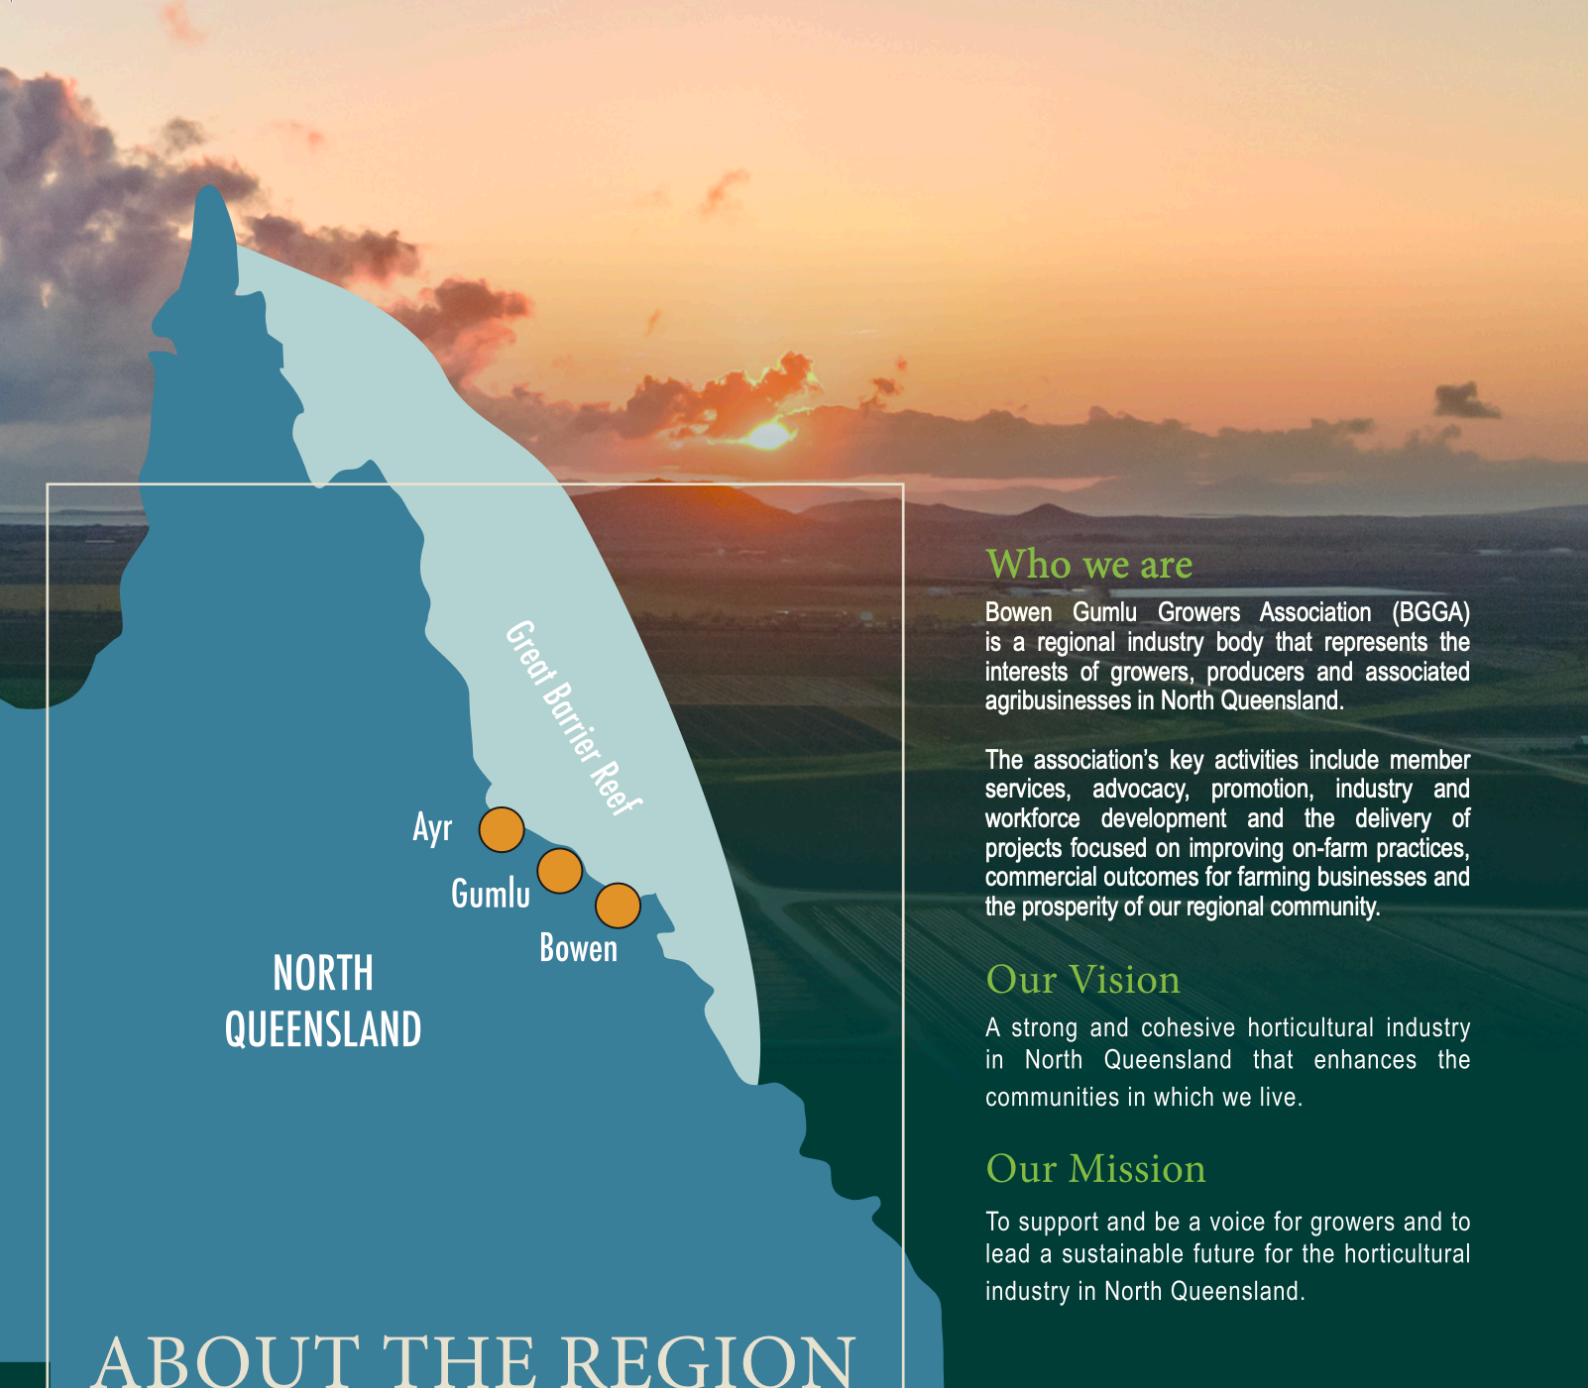 Great Barrier Reef
Ayr
Gumlu
Bowen
NORTH
QUEENSLAND
ABOUT THE REGION
Who we are
Bowen Gumlu Growers Association (BGGA)
is a regional industry body that represents the
interests of growers, producers and associated
agribusinesses in North Queensland.
The association’s key activities include member
services, advocacy, promotion, industry and
workforce development and the delivery of
projects focused on improving on-farm practices,
commercial outcomes for farming businesses and
the prosperity of our regional community.
Our Vision
A strong and cohesive horticultural industry
in North Queensland that enhances the
communities in which we live.
Our Mission
To support and be a voice for growers and to
lead a sustainable future for the horticultural
industry in North Queensland.